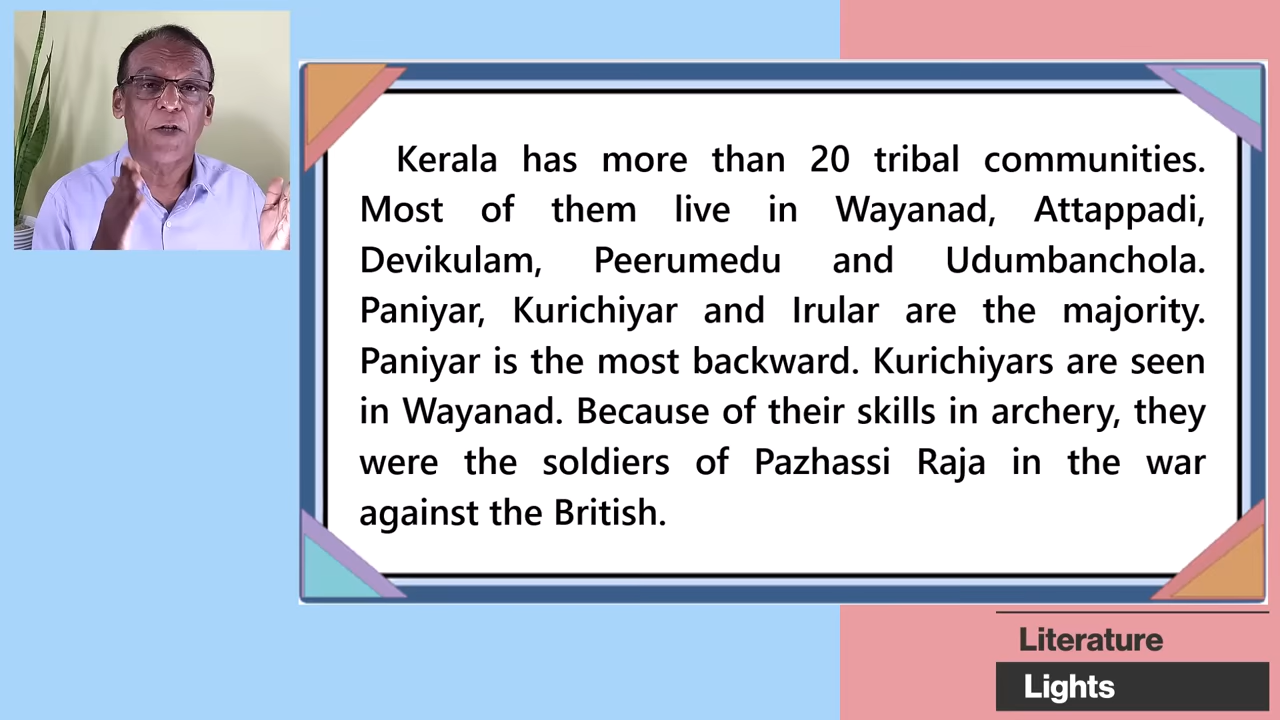 Kerala has more than 20 tribal communities.
Most of them live in Wayanad, Attappadi,
Devikulam, Peerumedu and Udumbanchola.
Paniyar, Kurichiyar and Irular are the majority.
Paniyar is the most backward. Kurichiyars are seen
in Wayanad. Because of their skills in archery, they
were the soldiers of Pazhassi Raja in the war
against the British.
Literature
Lights